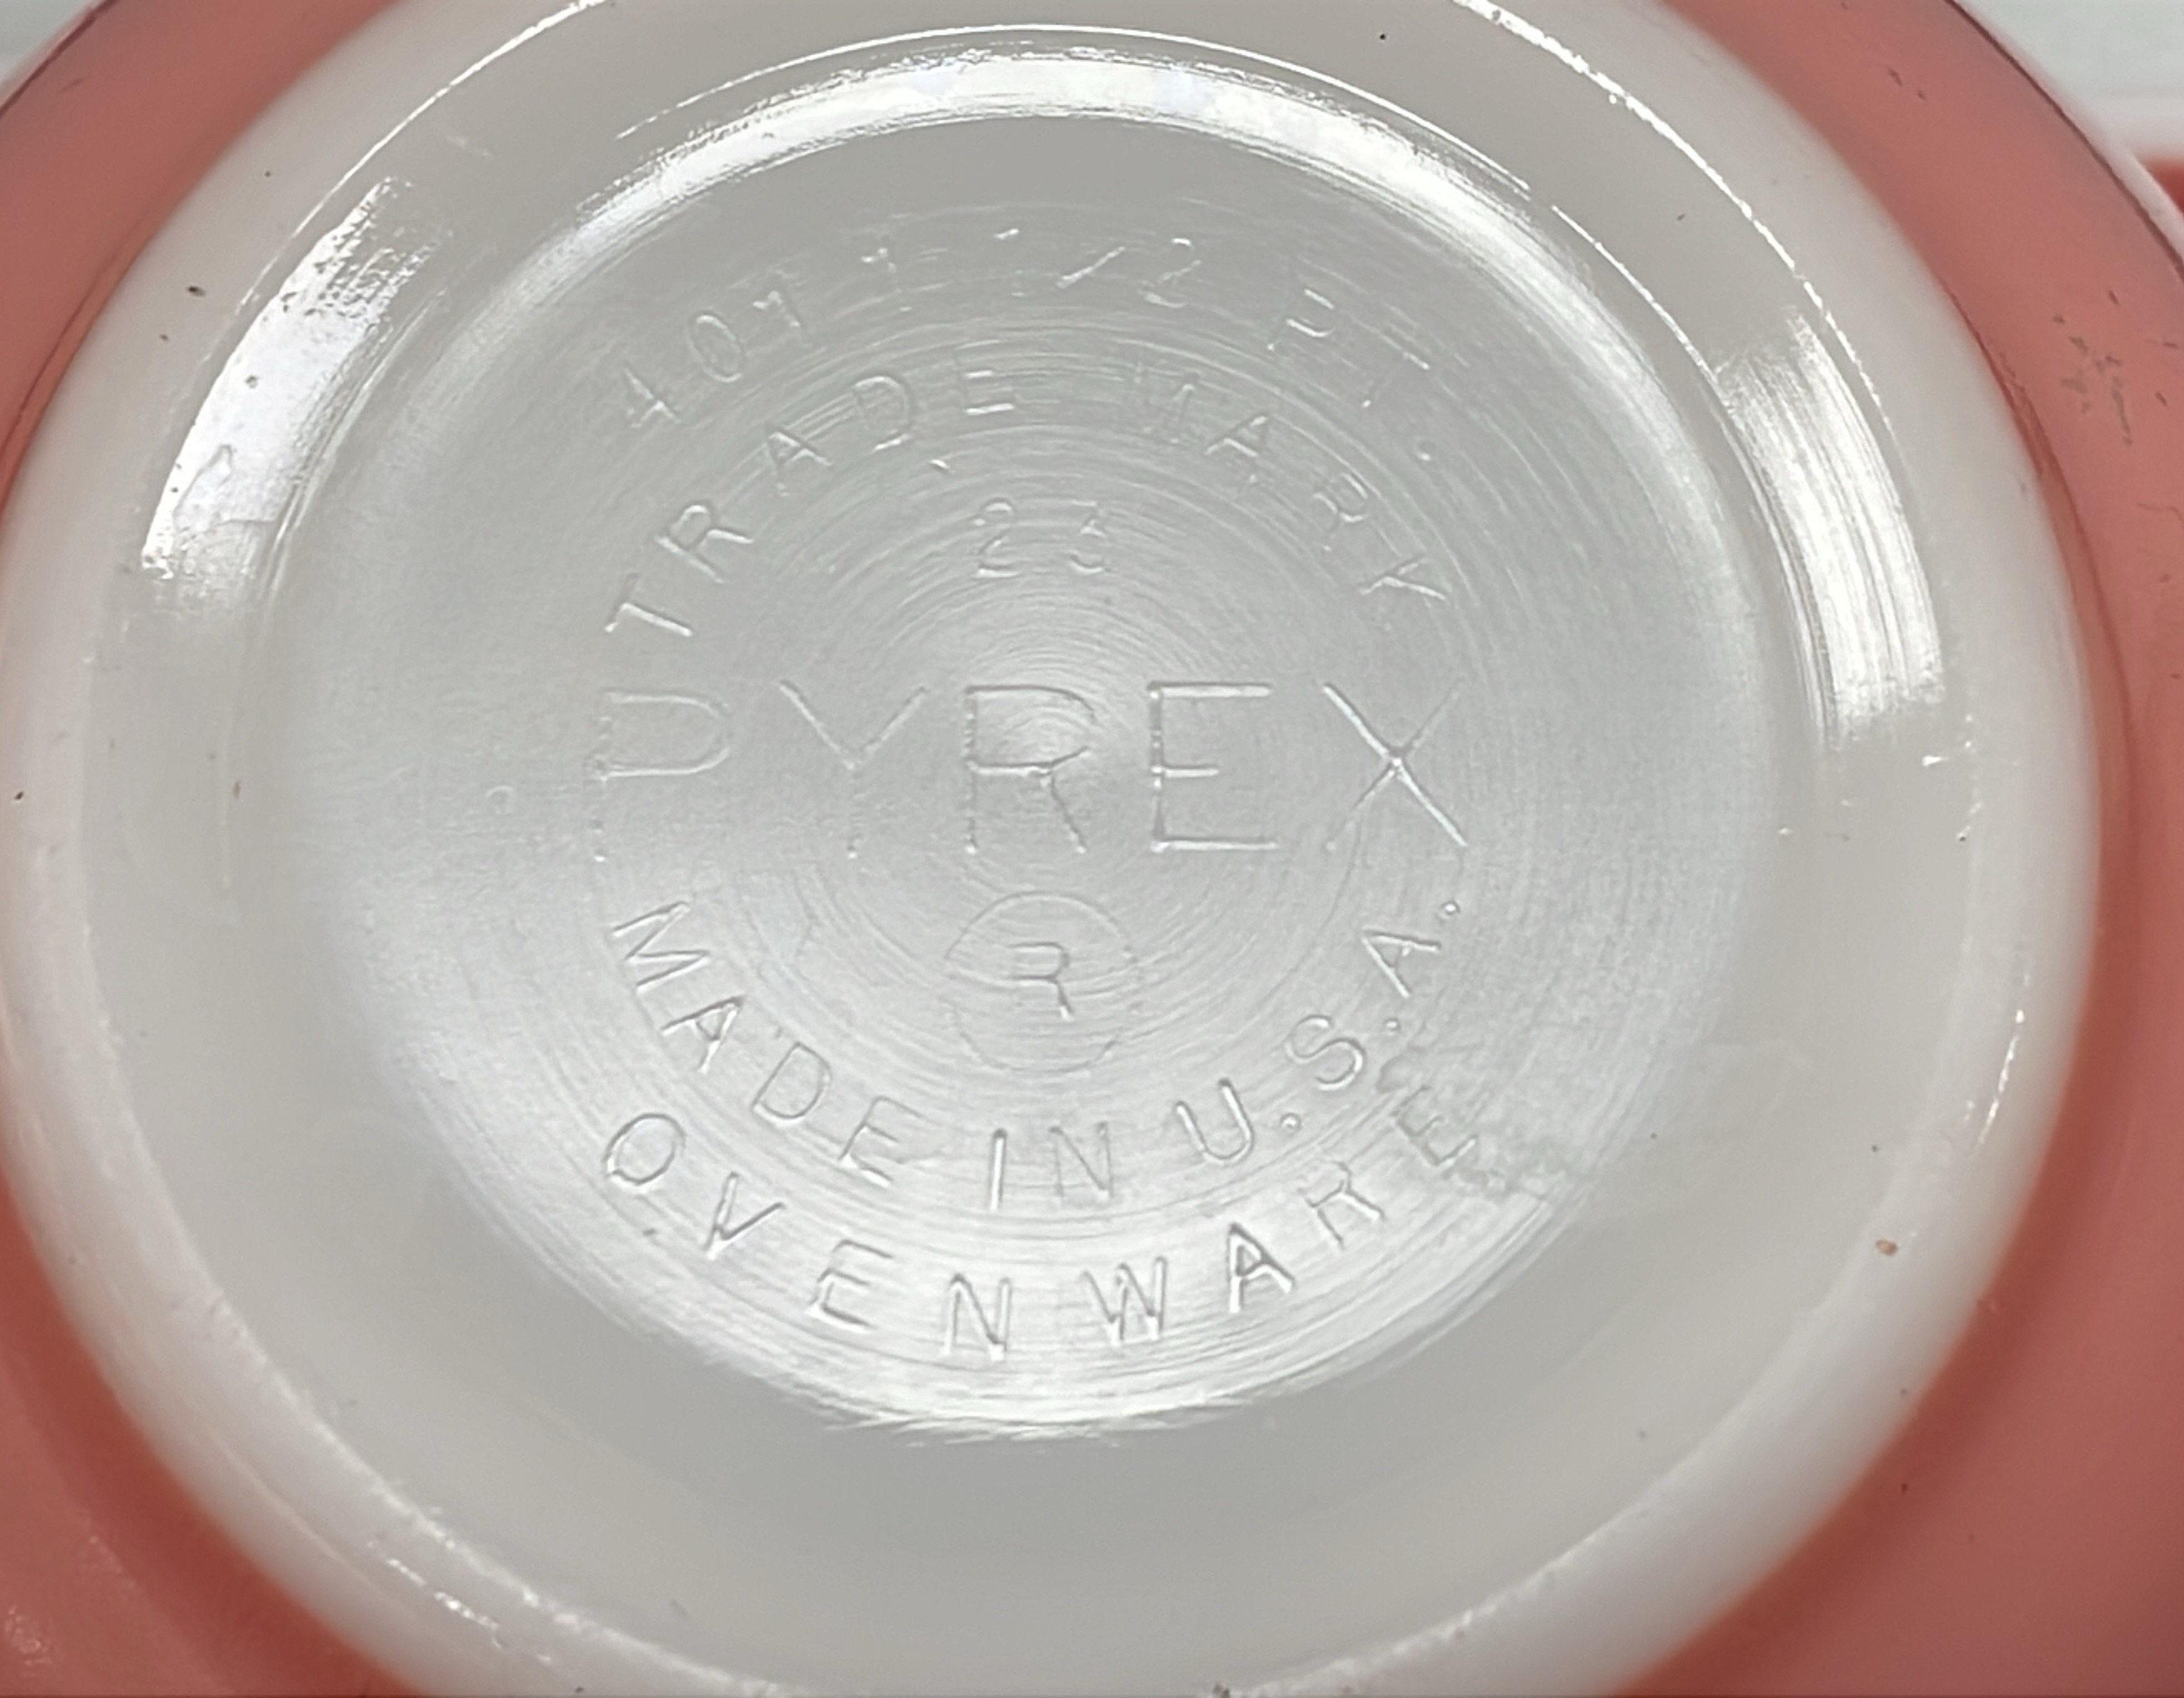 401 1 1/2 PT.
TRADE MARK
23
PYREX
R
MADE IN U.S.A.
OVENWARE